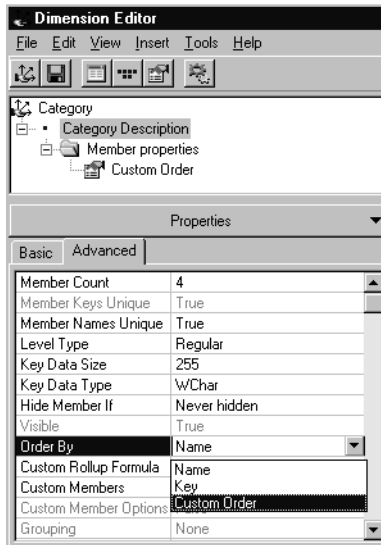 Dimension Editor
File Edit View Insert Tools Help
Category
Category Description
Member properties
Custom Order
Properties
Basic Advanced
Member Count 4
Member Keys Unique True
Member Names Unique True
Level Type Regular
Key Data Size 255
Key Data Type WChar
Hide Member If Never hidden
Visible True
Order By Name
Custom Rollup Formula Name
Custom Members Key
Custom Member Options Custom Order
Grouping None